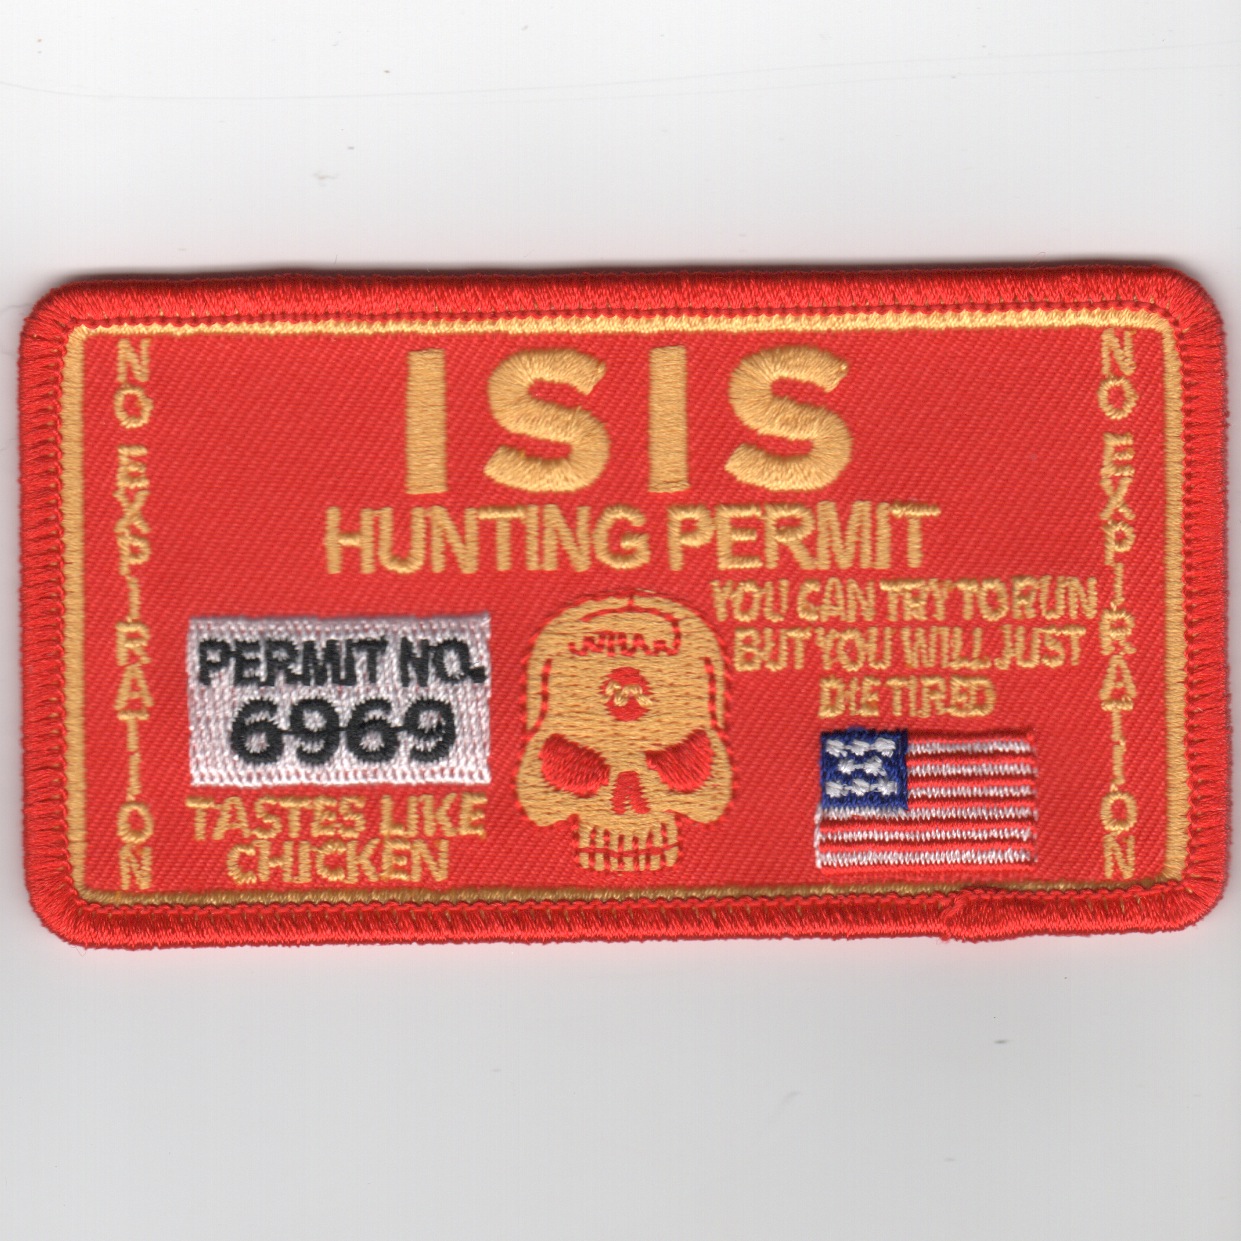 ISIS
HUNTING PERMIT
NO EXPIRATION
PERMIT NO.
6969
TASTES LIKE
CHICKEN
YOU CAN TRY TO RUN
BUT YOU WILL JUST
DIE TIRED
NO EXPIRATION